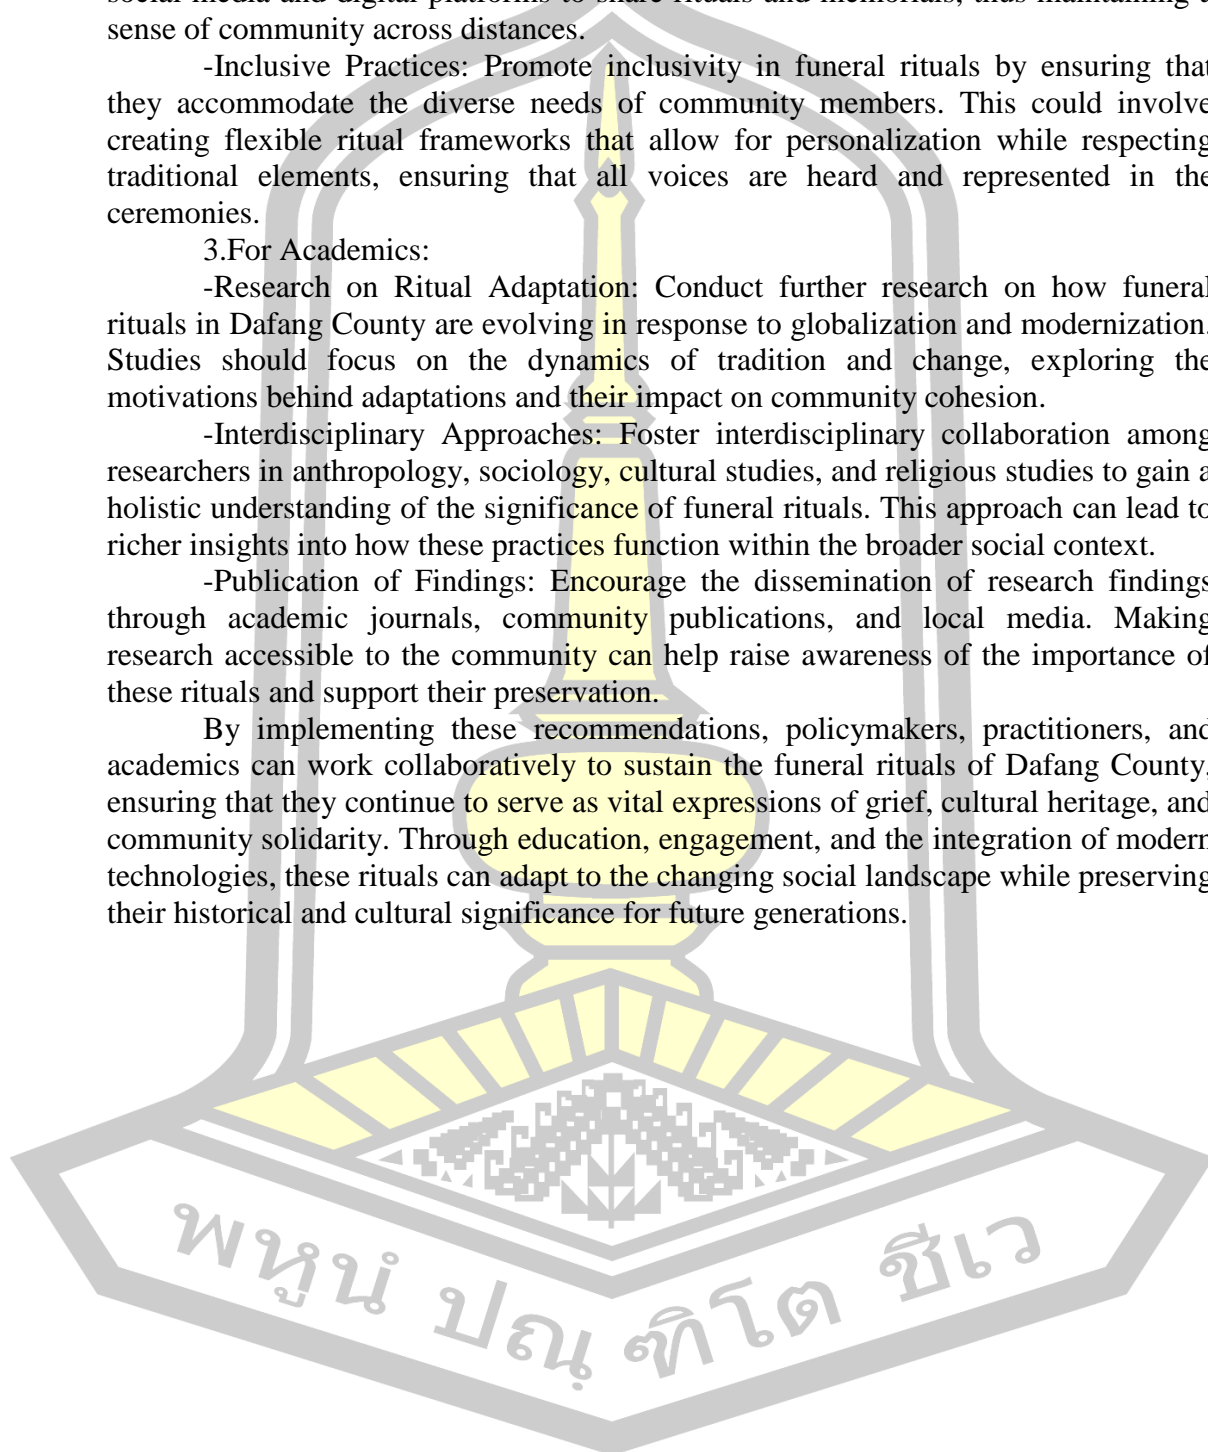 social media and digital platforms to share rituals and memorials, thus maintaining a
sense of community across distances.
-Inclusive Practices: Promote inclusivity in funeral rituals by ensuring that
they accommodate the diverse needs of community members. This could involve
creating flexible ritual frameworks that allow for personalization while respecting
traditional elements, ensuring that all voices are heard and represented in the
ceremonies.
3.For Academics:
-Research on Ritual Adaptation: Conduct further research on how funeral
rituals in Dafang County are evolving in response to globalization and modernization.
Studies should focus on the dynamics of tradition and change, exploring the
motivations behind adaptations and their impact on community cohesion.
-Interdisciplinary Approaches: Foster interdisciplinary collaboration among
researchers in anthropology, sociology, cultural studies, and religious studies to gain a
holistic understanding of the significance of funeral rituals. This approach can lead to
richer insights into how these practices function within the broader social context.
-Publication of Findings: Encourage the dissemination of research findings
through academic journals, community publications, and local media. Making
research accessible to the community can help raise awareness of the importance of
these rituals and support their preservation.
By implementing these recommendations, policymakers, practitioners, and
academics can work collaboratively to sustain the funeral rituals of Dafang County,
ensuring that they continue to serve as vital expressions of grief, cultural heritage, and
community solidarity. Through education, engagement, and the integration of modern
technologies, these rituals can adapt to the changing social landscape while preserving
their historical and cultural significance for future generations.
พหูนํ ปณฺฑิโต ชีเว